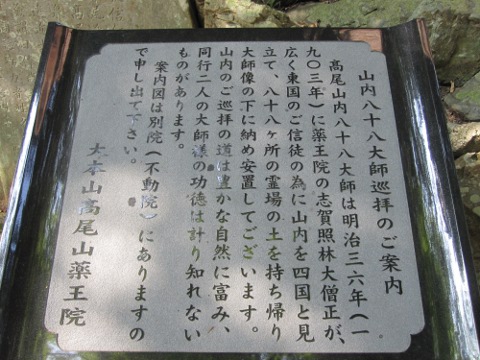 山内八十八大師巡拝のご案内
高尾山内八十八大師は明治三六年（一
九〇三年）に薬王院の志賀照林大僧正が、
広く東国のご信徒の為に山内を四国と見
立て、八十八ヶ所の霊場の土を持ち帰り
大師像の下に納め安置してございます。
山内のご巡拝の道は豊かな自然に富み、
同行二人の大師様の功徳は計り知れない
ものがあります。
案内図は別院（不動院）にありますの
で申し出て下さい。
大本山髙尾山薬王院